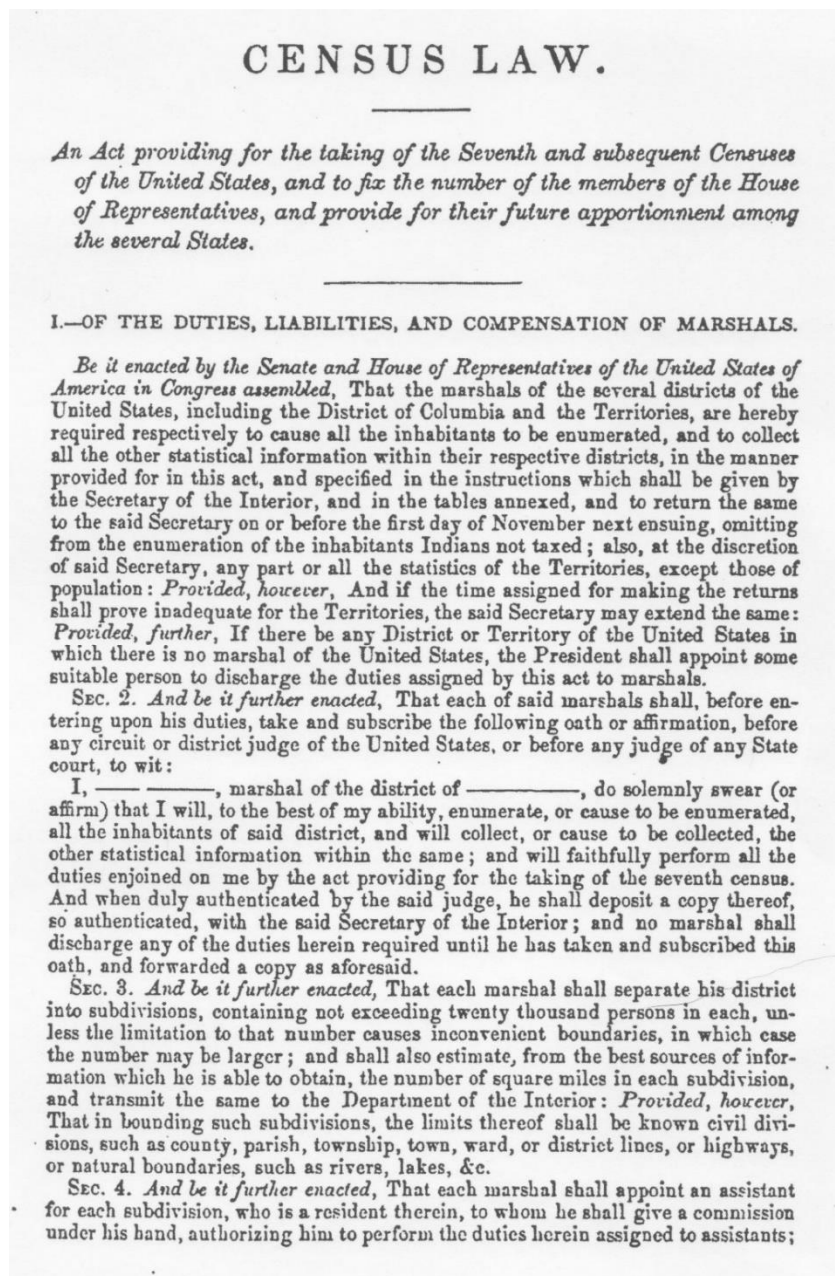 CENSUS LAW.
An Act providing for the taking of the Seventh and subsequent Censuses
of the United States, and to fix the number of the members of the House
of Representatives, and provide for their future apportionment among
the several States.
I.—OF THE DUTIES, LIABILITIES, AND COMPENSATION OF MARSHALS.
Be it enacted by the Senate and House of Representatives of the United States of
America in Congress assembled, That the marshals of the several districts of the
United States, including the District of Columbia and the Territories, are hereby
required respectively to cause all the inhabitants to be enumerated, and to collect
all the other statistical information within their respective districts, in the manner
provided for in this act, and specified in the instructions which shall be given by
the Secretary of the Interior, and in the tables annexed, and to return the same
to the said Secretary on or before the first day of November next ensuing, omitting
from the enumeration of the inhabitants Indians not taxed; also, at the discretion
of said Secretary, any part or all the statistics of the Territories, except those of
population: Provided, however, And if the time assigned for making the returns
shall prove inadequate for the Territories, the said Secretary may extend the same:
Provided, further, If there be any District or Territory of the United States in
which there is no marshal of the United States, the President shall appoint some
suitable person to discharge the duties assigned by this act to marshals.
SEC. 2. And be it further enacted, That each of said marshals shall, before en-
tering upon his duties, take and subscribe the following oath or affirmation, before
any circuit or district judge of the United States, or before any judge of any State
court, to wit:
I, —— ———, marshal of the district of —————, do solemnly swear (or
affirm) that I will, to the best of my ability, enumerate, or cause to be enumerated,
all the inhabitants of said district, and will collect, or cause to be collected, the
other statistical information within the same; and will faithfully perform all the
duties enjoined on me by the act providing for the taking of the seventh census.
And when duly authenticated by the said judge, he shall deposit a copy thereof,
so authenticated, with the said Secretary of the Interior; and no marshal shall
discharge any of the duties herein required until he has taken and subscribed this
oath, and forwarded a copy as aforesaid.
SEC. 3. And be it further enacted, That each marshal shall separate his district
into subdivisions, containing not exceeding twenty thousand persons in each, un-
less the limitation to that number causes inconvenient boundaries, in which case
the number may be larger; and shall also estimate, from the best sources of infor-
mation which he is able to obtain, the number of square miles in each subdivision,
and transmit the same to the Department of the Interior: Provided, however,
That in bounding such subdivisions, the limits thereof shall be known civil divi-
sions, such as county, parish, township, town, ward, or district lines, or highways,
or natural boundaries, such as rivers, lakes, &c.
SEC. 4. And be it further enacted, That each marshal shall appoint an assistant
for each subdivision, who is a resident therein, to whom he shall give a commission
under his hand, authorizing him to perform the duties herein assigned to assistants;